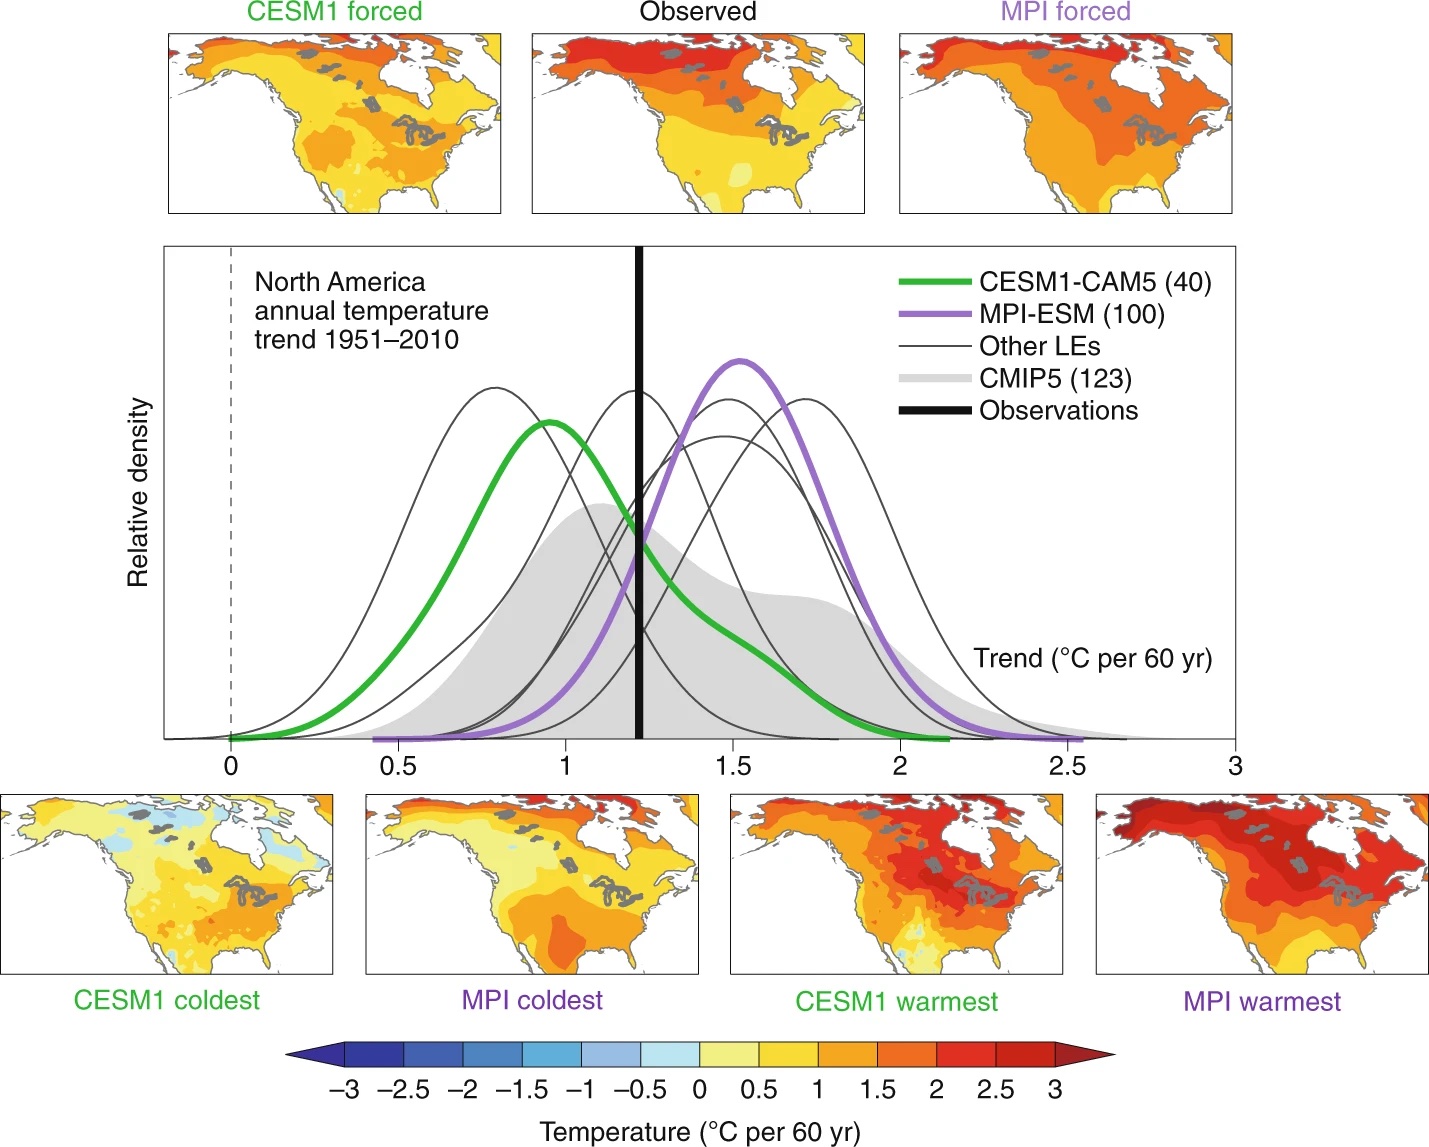 CESM1 forced
Observed
MPI forced
North America
annual temperature
trend 1951–2010
CESM1-CAM5 (40)
MPI-ESM (100)
Other LEs
CMIP5 (123)
Observations
Relative density
Trend (°C per 60 yr)
0 0.5 1 1.5 2 2.5 3
CESM1 coldest
MPI coldest
CESM1 warmest
MPI warmest
−3 −2.5 −2 −1.5 −1 −0.5 0 0.5 1 1.5 2 2.5 3
Temperature (°C per 60 yr)